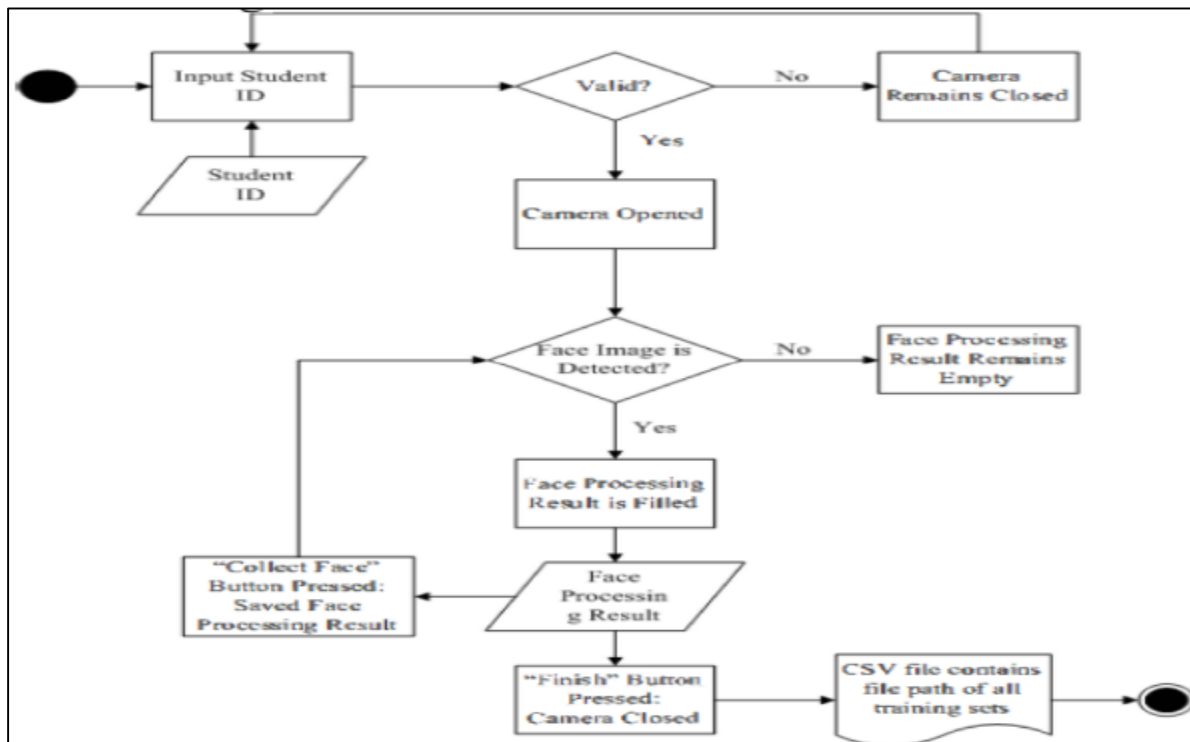 Input Student
ID
Valid?
No
Camera
Remains Closed
Yes
Student
ID
Camera Opened
Face Image is
Detected?
No
Face Processing
Result Remains
Empty
Yes
Face Processing
Result is Filled
“Collect Face”
Button Pressed:
Saved Face
Processing Result
Face
Processin
g Result
“Finish” Button
Pressed:
Camera Closed
CSV file contains
file path of all
training sets